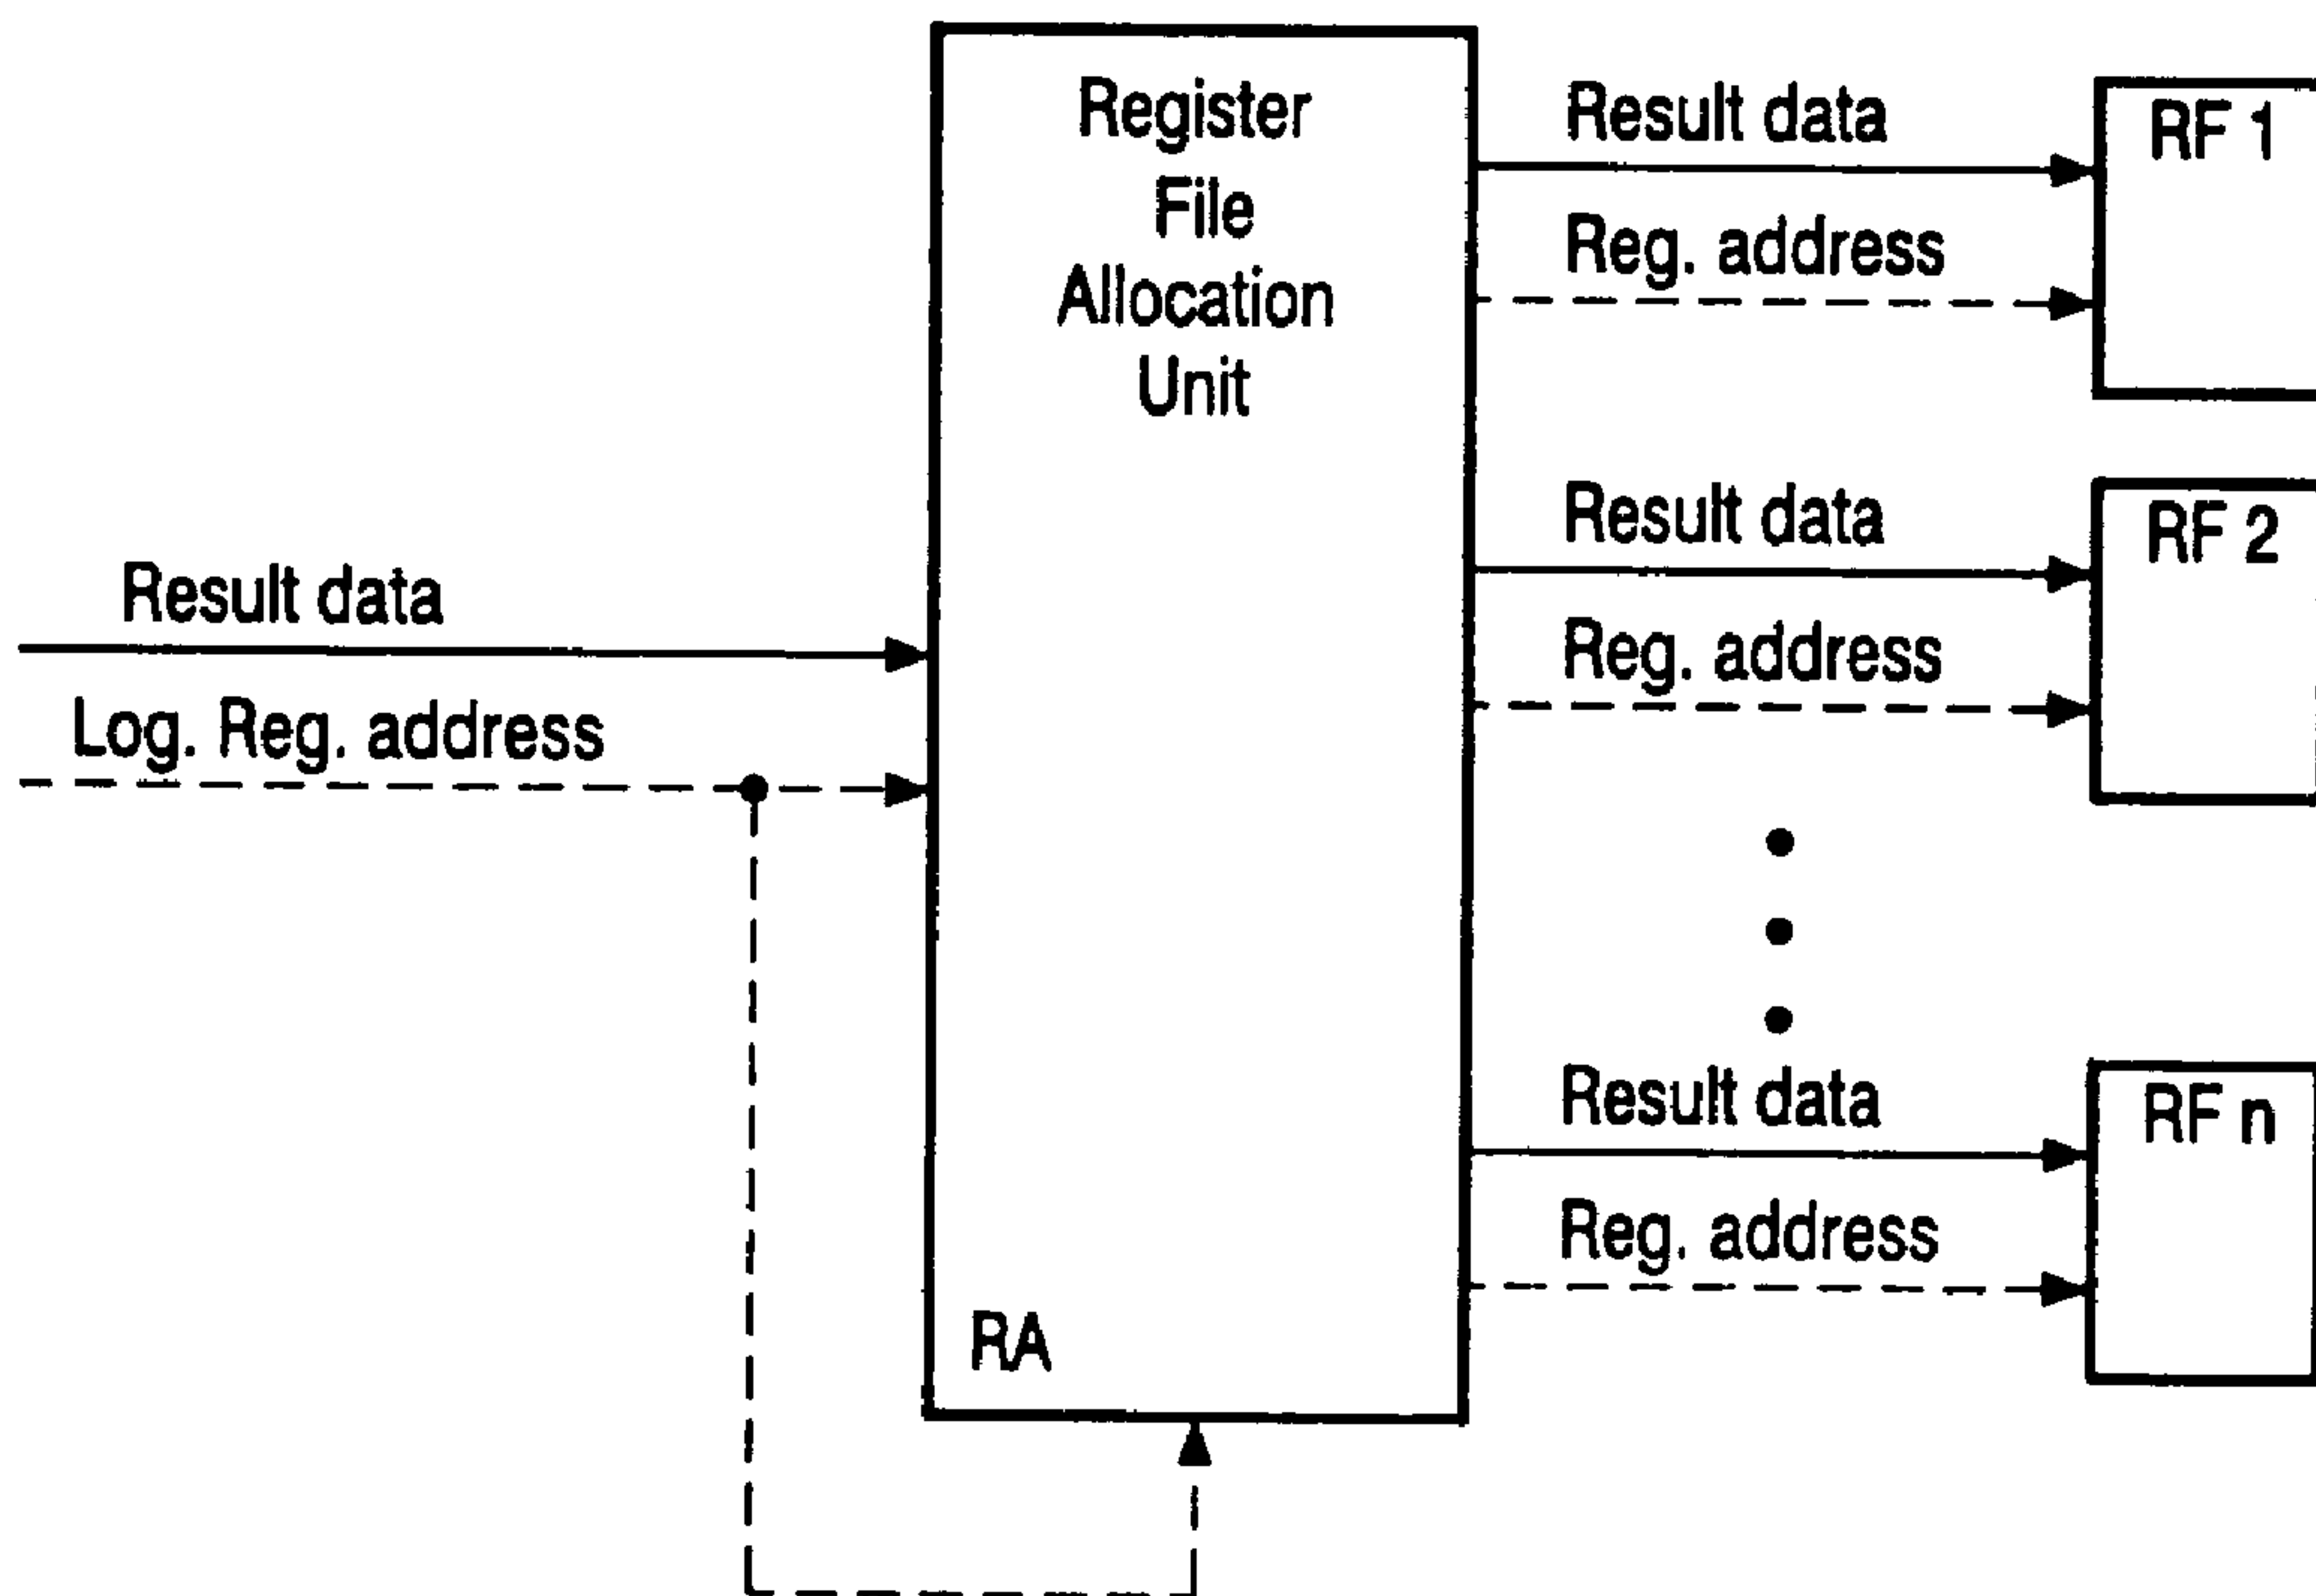 Register
File
Allocation
Unit
Result data
RF 1
Reg. address
Result data
RF 2
Result data
Reg. address
Log. Reg. address
Result data
RF n
Reg. address
RA